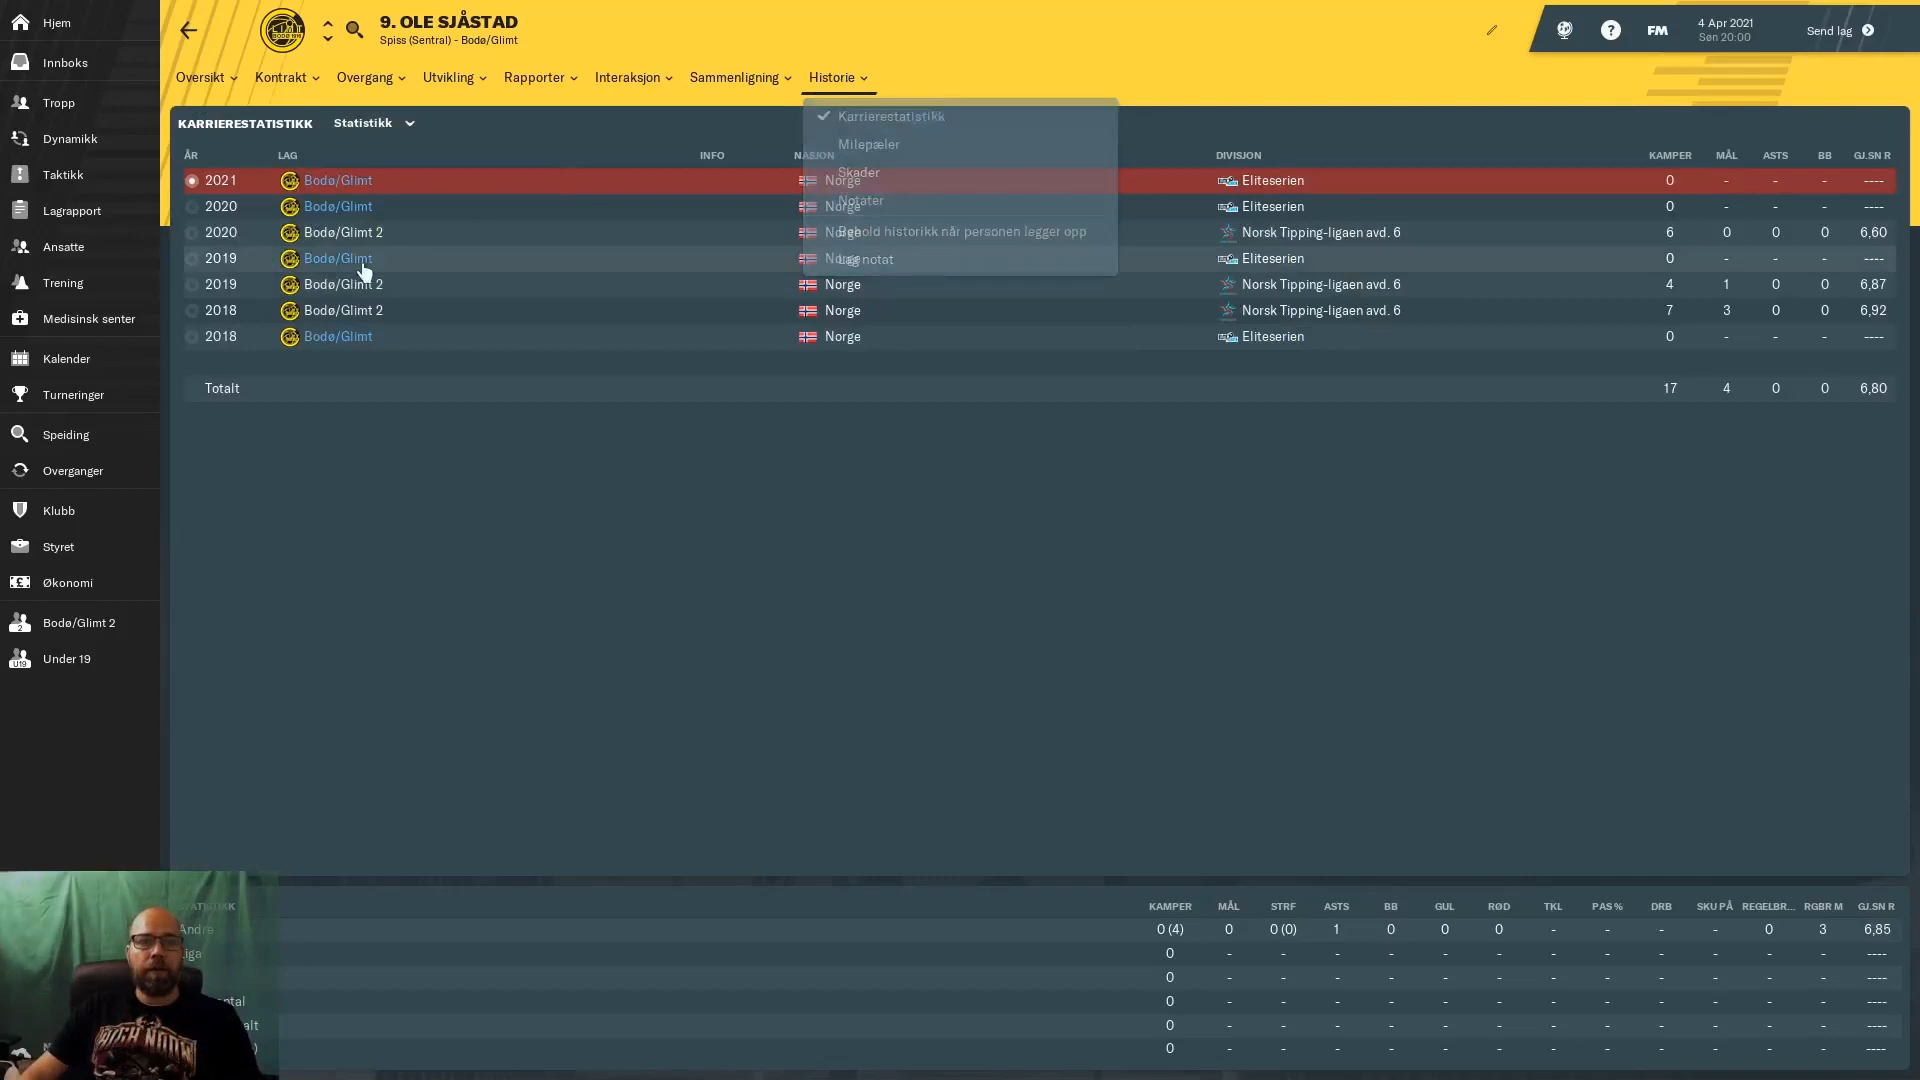 Hjem
Innboks
Tropp
Dynamikk
Taktikk
Lagrapport
Ansatte
Trening
Medisinsk senter
Kalender
Turneringer
Speiding
Overganger
Klubb
Styret
Økonomi
Bodø/Glimt 2
Under 19
9. OLE SJÅSTAD
Spiss (Sentral) - Bodø/Glimt
FM
4 Apr 2021
Søn 20:00
Send lag
Oversikt Kontrakt Overgang Utvikling Rapporter Interaksjon Sammenligning Historie
KARRIERESTATISTIKK Statistikk
Karrierestatistikk
Milepæler
Skader
Notater
Behold historikk når personen legger opp
Lag notat
ÅR LAG INFO NASJON DIVISJON KAMPER MÅL ASTS BB GJ.SN R
2021 Bodø/Glimt Norge Eliteserien 0 - - - ----
2020 Bodø/Glimt Norge Eliteserien 0 - - - ----
2020 Bodø/Glimt 2 Norge Norsk Tipping-ligaen avd. 6 6 0 0 0 6,60
2019 Bodø/Glimt Norge Eliteserien 0 - - - ----
2019 Bodø/Glimt 2 Norge Norsk Tipping-ligaen avd. 6 4 1 0 0 6,87
2018 Bodø/Glimt 2 Norge Norsk Tipping-ligaen avd. 6 7 3 0 0 6,92
2018 Bodø/Glimt Norge Eliteserien 0 - - - ----
Totalt 17 4 0 0 6,80
KAMPER MÅL STRF ASTS BB GUL RØD TKL PAS % DRB SKU PÅ REGELBR... RGBR M GJ.SN R
Andre 0 (4) 0 0 (0) 1 0 0 0 - - - - 0 3 6,85
Liga 0 - - - - - - - - - - - - ----
0 - - - - - - - - - - - - ----
0 - - - - - - - - - - - - ----
0 - - - - - - - - - - - - ----
0 - - - - - - - - - - - - ----